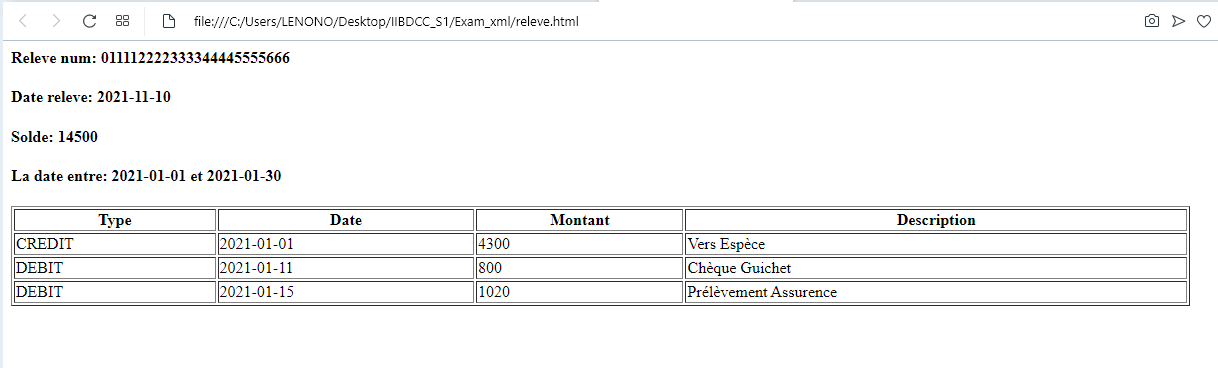 file:///C:/Users/LENONO/Desktop/IIBDCC_S1/Exam_xml/releve.html
Releve num: 011112222333344445555666
Date releve: 2021-11-10
Solde: 14500
La date entre: 2021-01-01 et 2021-01-30
Type Date Montant Description
CREDIT 2021-01-01 4300 Vers Espèce
DEBIT 2021-01-11 800 Chèque Guichet
DEBIT 2021-01-15 1020 Prélèvement Assurence